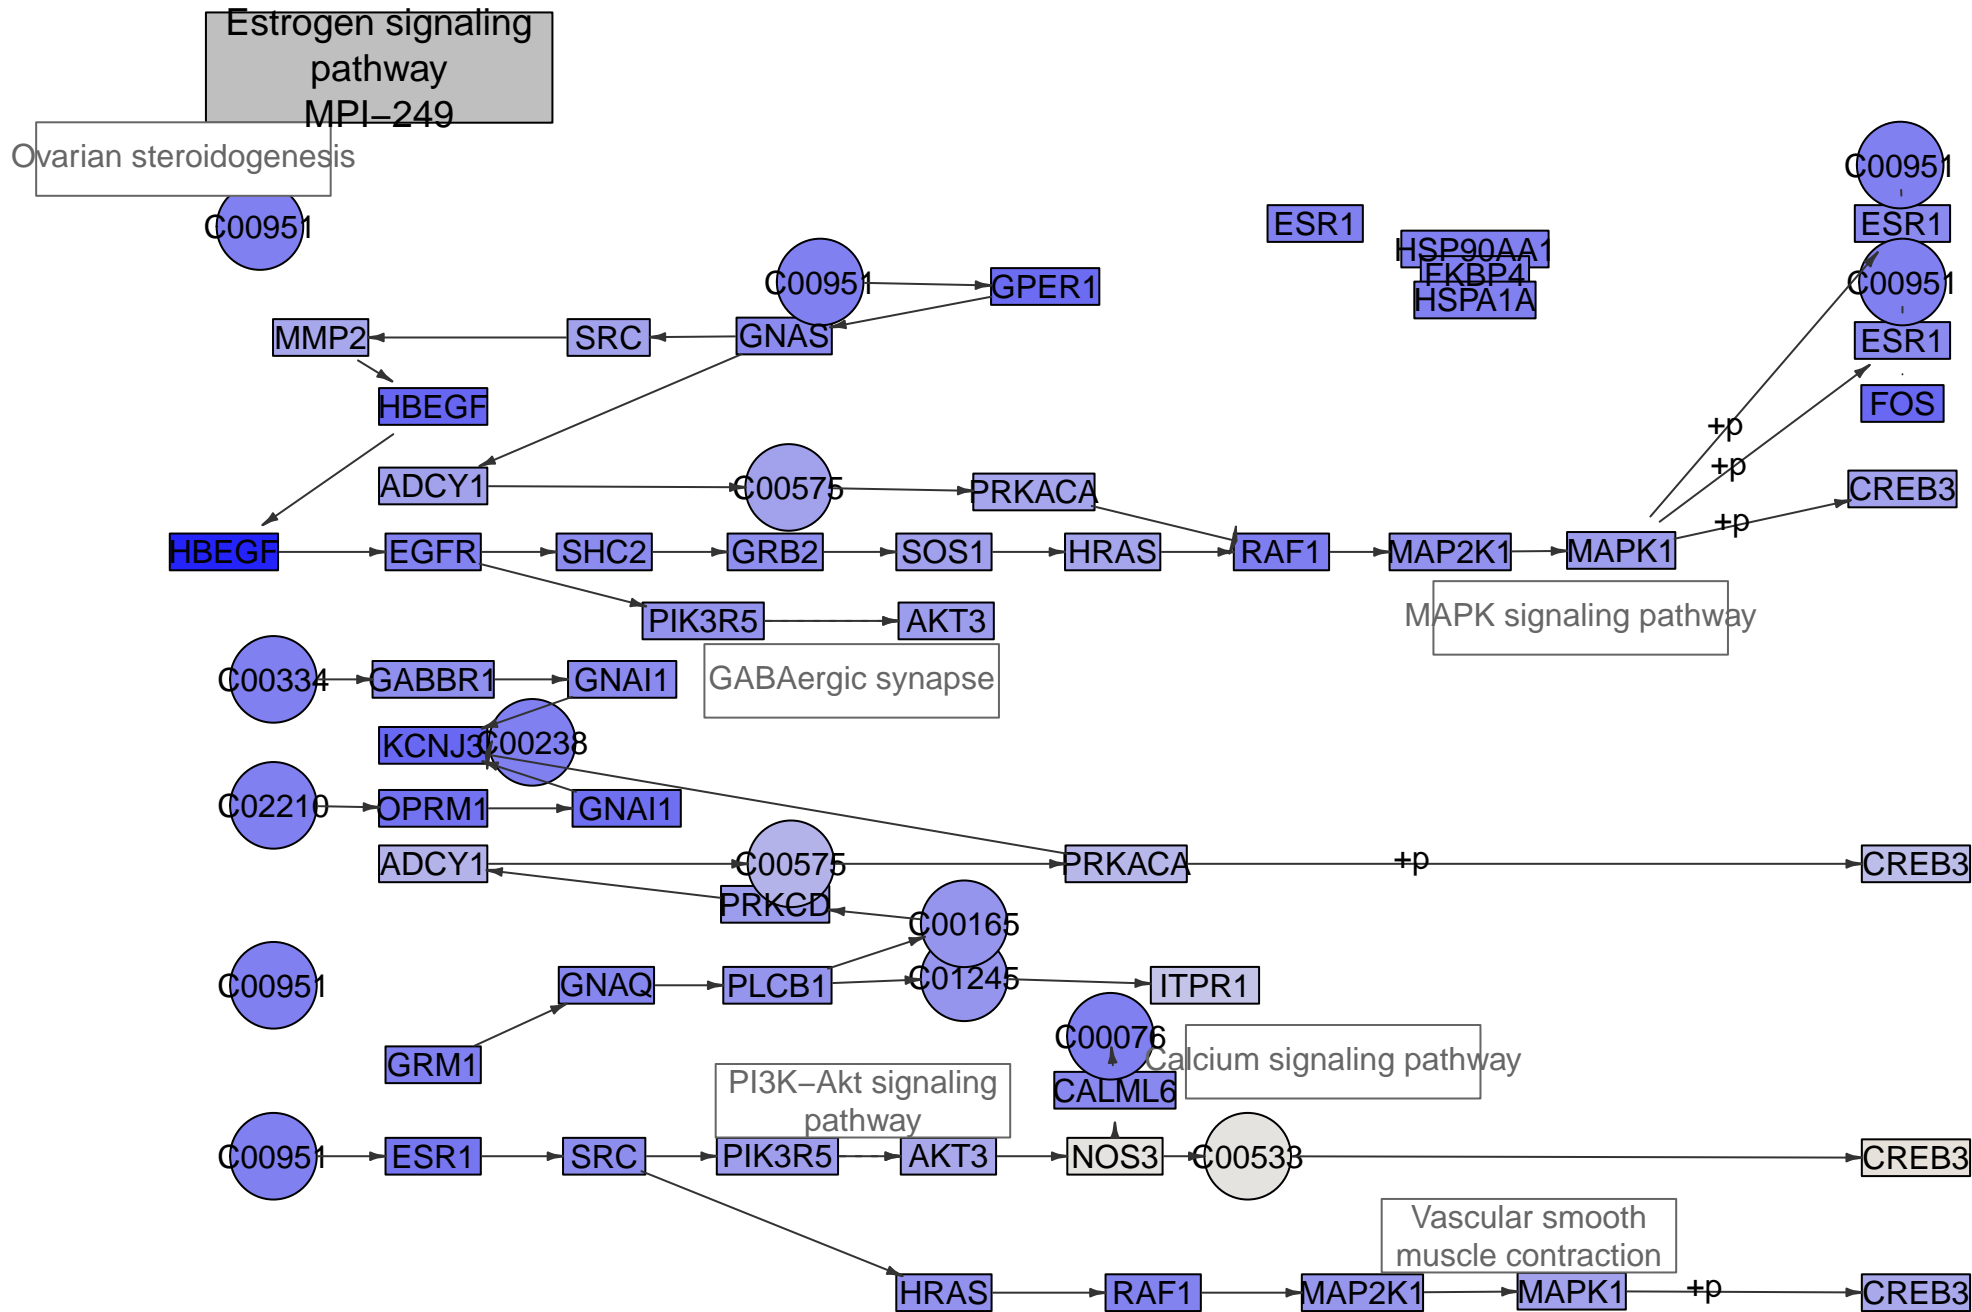 Estrogen signaling
pathway
MPI−249
Ovarian steroidogenesis
C00951
C00951
ESR1
ESR1
C00951
HSP90AA1
FKBP4
HSPA1A
C00951
GPER1
C00951
MMP2
SRC
GNAS
ESR1
HBEGF
FOS
+p
+p
ADCY1
C00575
PRKACA
CREB3
+p
HBEGF
EGFR
SHC2
GRB2
SOS1
HRAS
RAF1
MAP2K1
MAPK1
PIK3R5
AKT3
MAPK signaling pathway
C00334
GABBR1
GNAI1
GABAergic synapse
KCNJ3
C00238
C02210
OPRM1
GNAI1
ADCY1
C00575
PRKACA
+p
CREB3
PRKCD
C00165
C00951
GNAQ
PLCB1
C01245
ITPR1
C00076
Calcium signaling pathway
GRM1
CALML6
PI3K−Akt signaling
pathway
C00951
ESR1
SRC
PIK3R5
AKT3
NOS3
C00533
CREB3
Vascular smooth
muscle contraction
HRAS
RAF1
MAP2K1
MAPK1
+p
CREB3